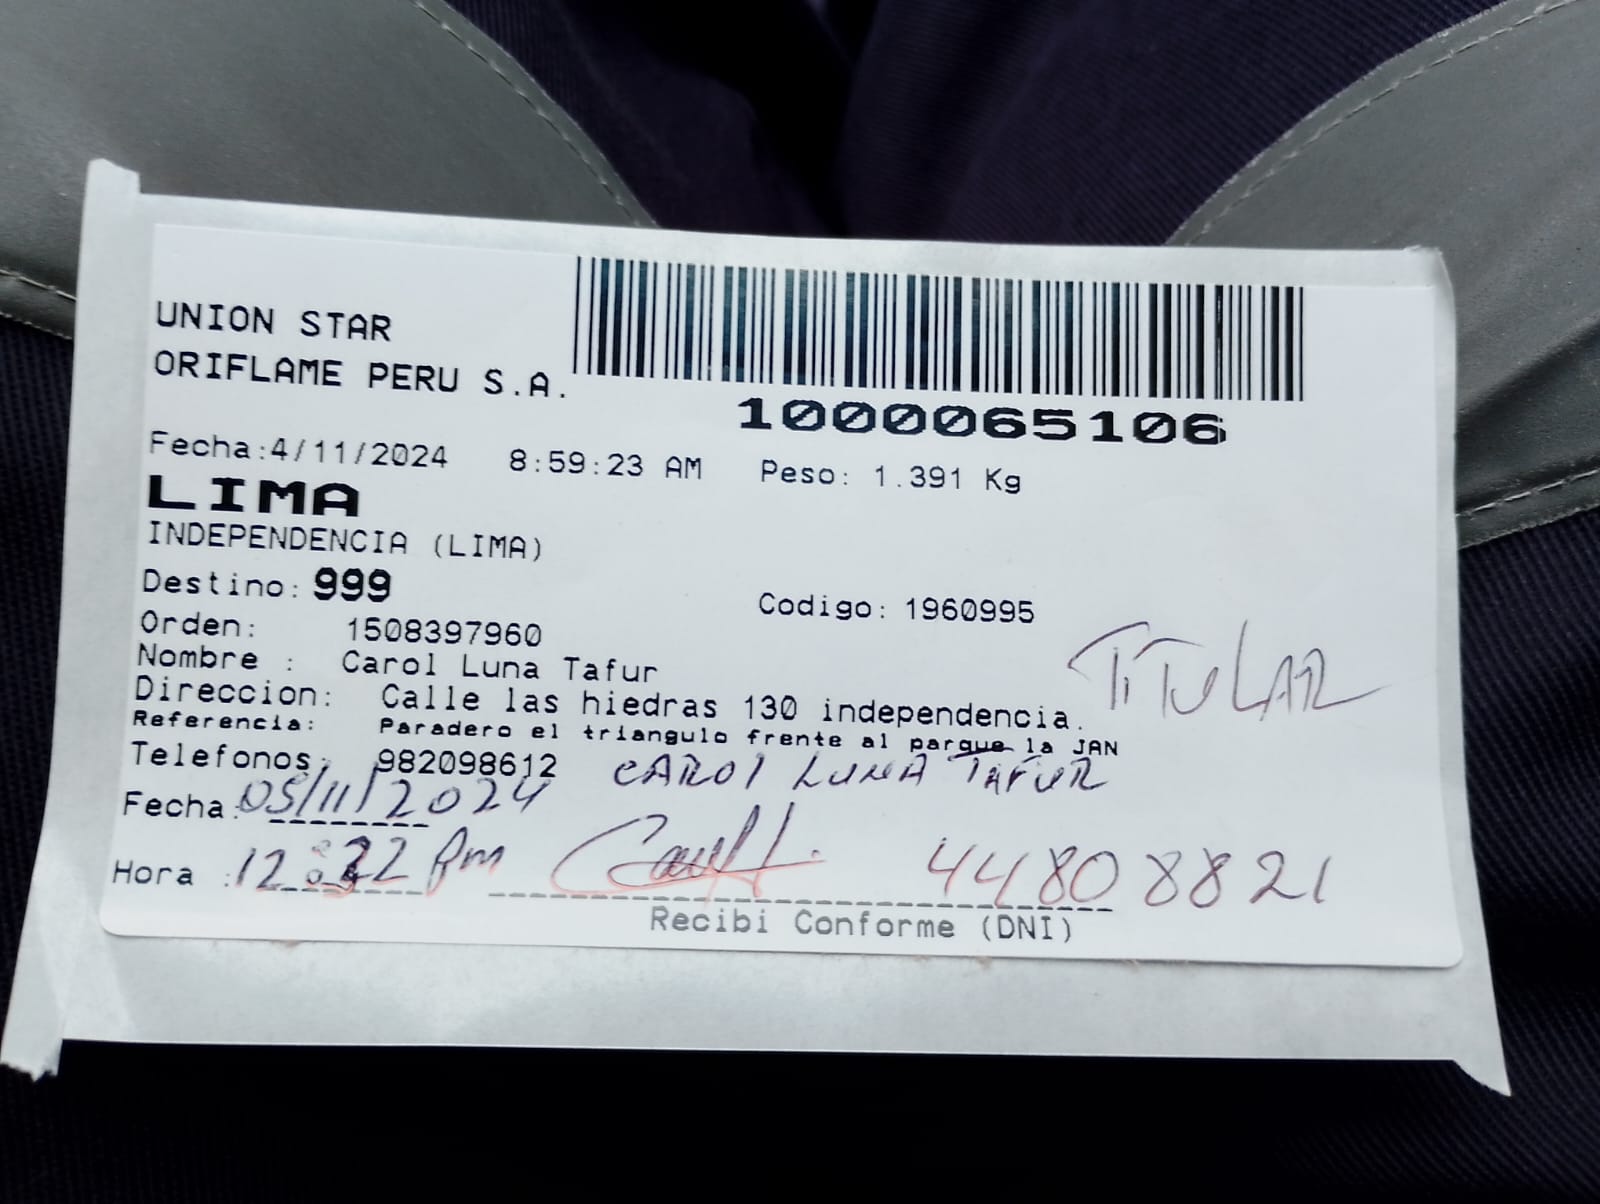 UNION STAR
ORIFLAME PERU S.A.
1000065106
Fecha:4/11/2024 8:59:23 AM Peso: 1.391 Kg
LIMA
INDEPENDENCIA (LIMA)
Destino: 999 Codigo: 1960995
Orden: 1508397960
Nombre : Carol Luna Tafur
TITULAR
Direccion: Calle las hiedras 130 independencia.
Referencia: Paradero el triangulo frente al parque la JAN
Telefonos: 982098612 CAROL LUNA TAFUR
Fecha: 05/11/2024
Hora : 12: Pm 44808821
Recibi Conforme (DNI)